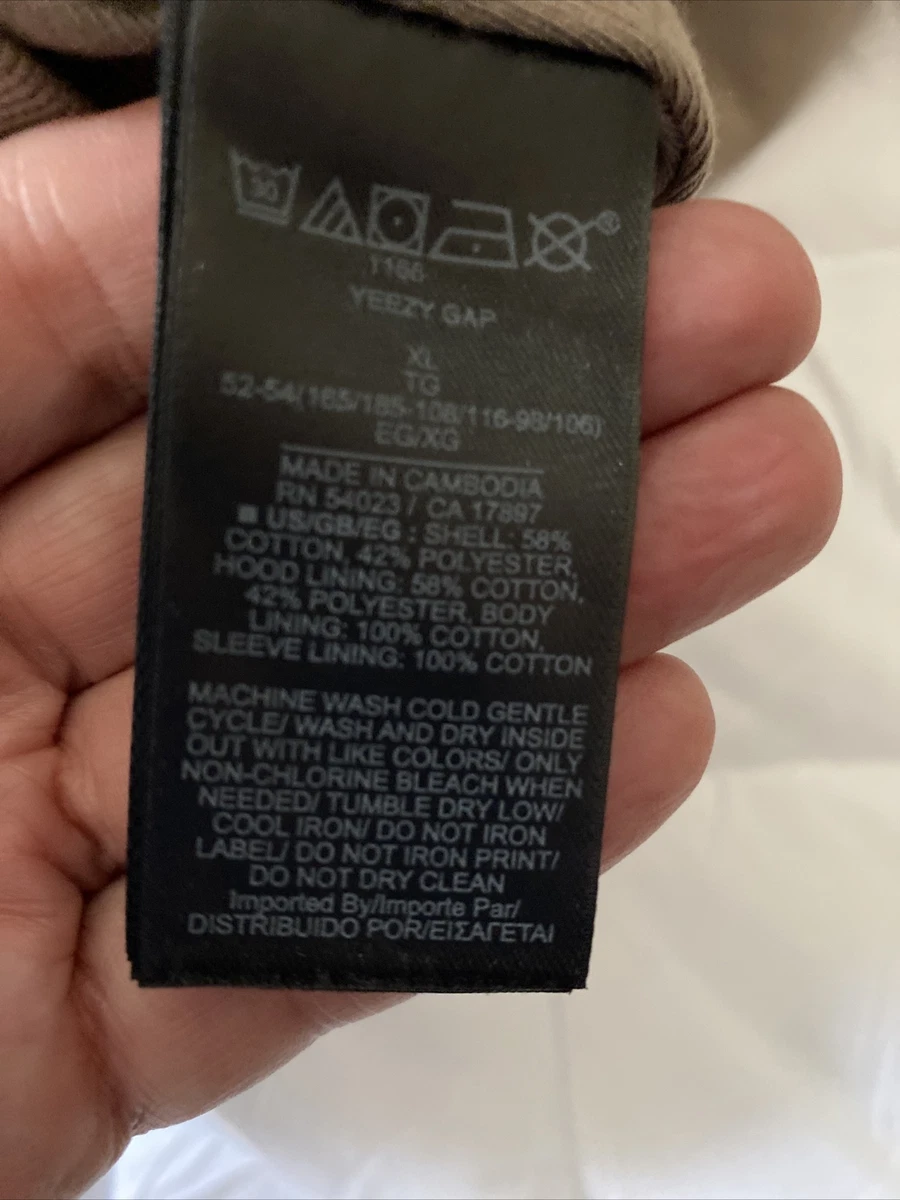 30
T166
YEEZY GAP
XL
TG
52-54(165/185-108/116-98/106)
EG/XG
MADE IN CAMBODIA
RN 54023 / CA 17897
■ US/GB/EG : SHELL: 58%
COTTON, 42% POLYESTER,
HOOD LINING: 58% COTTON,
42% POLYESTER, BODY
LINING: 100% COTTON,
SLEEVE LINING: 100% COTTON
MACHINE WASH COLD GENTLE
CYCLE/ WASH AND DRY INSIDE
OUT WITH LIKE COLORS/ ONLY
NON-CHLORINE BLEACH WHEN
NEEDED/ TUMBLE DRY LOW/
COOL IRON/ DO NOT IRON
LABEL/ DO NOT IRON PRINT/
DO NOT DRY CLEAN
Imported By/Importe Par/
DISTRIBUIDO POR/ΕΙΣΑΓΕΤΑΙ